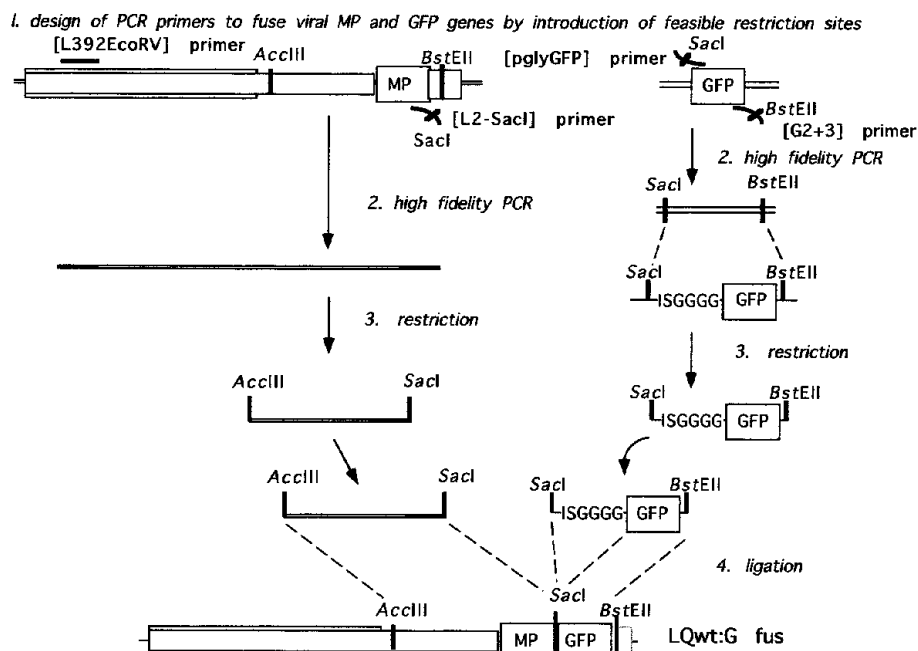 I. design of PCR primers to fuse viral MP and GFP genes by introduction of feasible restriction sites
[L392EcoRV] primer
AccIII
BstEII
[pglyGFP] primer
SacI
MP
GFP
[L2-SacI] primer
SacI
BstEII
[G2+3] primer
2. high fidelity PCR
2. high fidelity PCR
SacI
BstEII
SacI
BstEII
ISGGGG
GFP
3. restriction
3. restriction
AccIII
SacI
SacI
BstEII
ISGGGG
GFP
AccIII
SacI
SacI
BstEII
ISGGGG
GFP
4. ligation
SacI
AccIII
BstEII
MP
GFP
LQwt:G fus